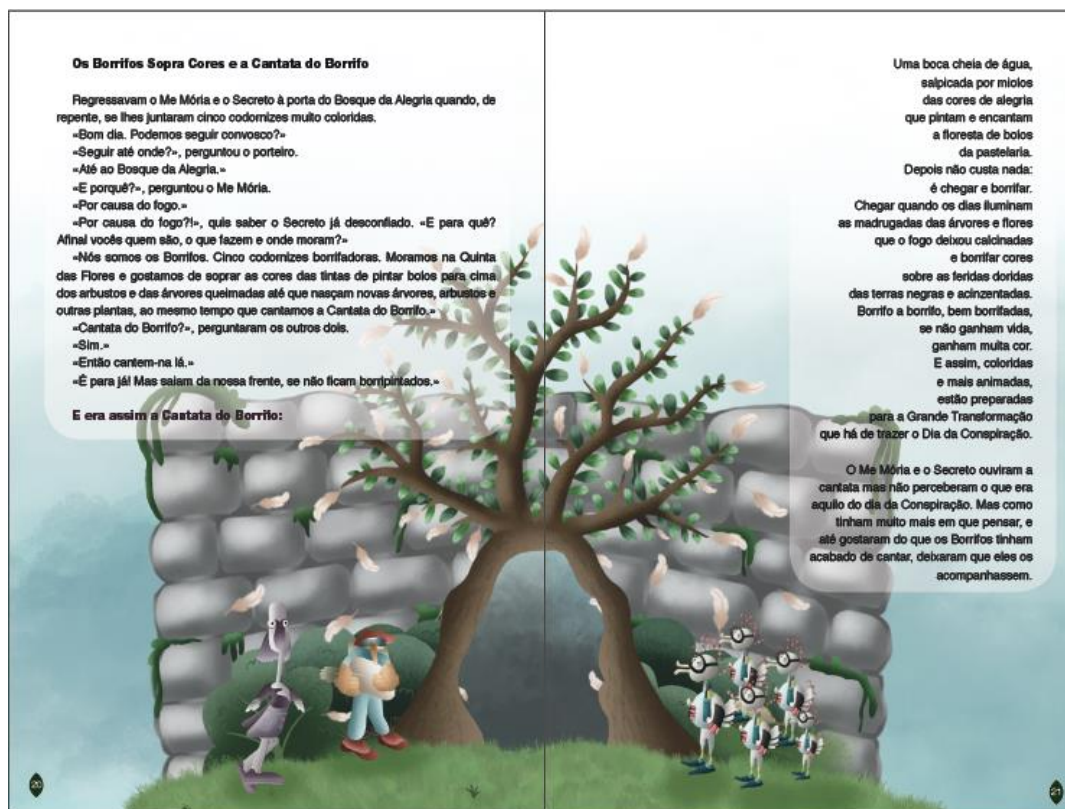 Os Borrifos Sopra Cores e a Cantata do Borrifo
Regressavam o Me Mória e o Secreto à porta do Bosque da Alegria quando, de
repente, se lhes juntaram cinco codornizes muito coloridas.
«Bom dia. Podemos seguir convosco?»
«Seguir até onde?», perguntou o porteiro.
«Até ao Bosque da Alegria.»
«E porquê?», perguntou o Me Mória.
«Por causa do fogo.»
«Por causa do fogo?!», quis saber o Secreto já desconfiado. «E para quê?
Afinal vocês quem são, o que fazem e onde moram?»
«Nós somos os Borrifos. Cinco codornizes borrifadoras. Moramos na Quinta
das Flores e gostamos de soprar as cores das tintas de pintar bolos para cima
dos arbustos e das árvores queimadas até que nasçam novas árvores, arbustos e
outras plantas, ao mesmo tempo que cantamos a Cantata do Borrifo.»
«Cantata do Borrifo?», perguntaram os outros dois.
«Sim.»
«Então cantem-na lá.»
«É para já! Mas saiam da nossa frente, se não ficam borripintados.»
E era assim a Cantata do Borrifo:
20
Uma boca cheia de água,
salpicada por miolos
das cores de alegria
que pintam e encantam
a floresta de bolos
da pastelaria.
Depois não custa nada:
é chegar e borrifar.
Chegar quando os dias iluminam
as madrugadas das árvores e flores
que o fogo deixou calcinadas
e borrifar cores
sobre as feridas doridas
das terras negras e acinzentadas.
Borrifo a borrifo, bem borrifadas,
se não ganham vida,
ganham muita cor.
E assim, coloridas
e mais animadas,
estão preparadas
para a Grande Transformação
que há de trazer o Dia da Conspiração.
O Me Mória e o Secreto ouviram a
cantata mas não perceberam o que era
aquilo do dia da Conspiração. Mas como
tinham muito mais em que pensar, e
até gostaram do que os Borrifos tinham
acabado de cantar, deixaram que eles os
acompanhassem.
21